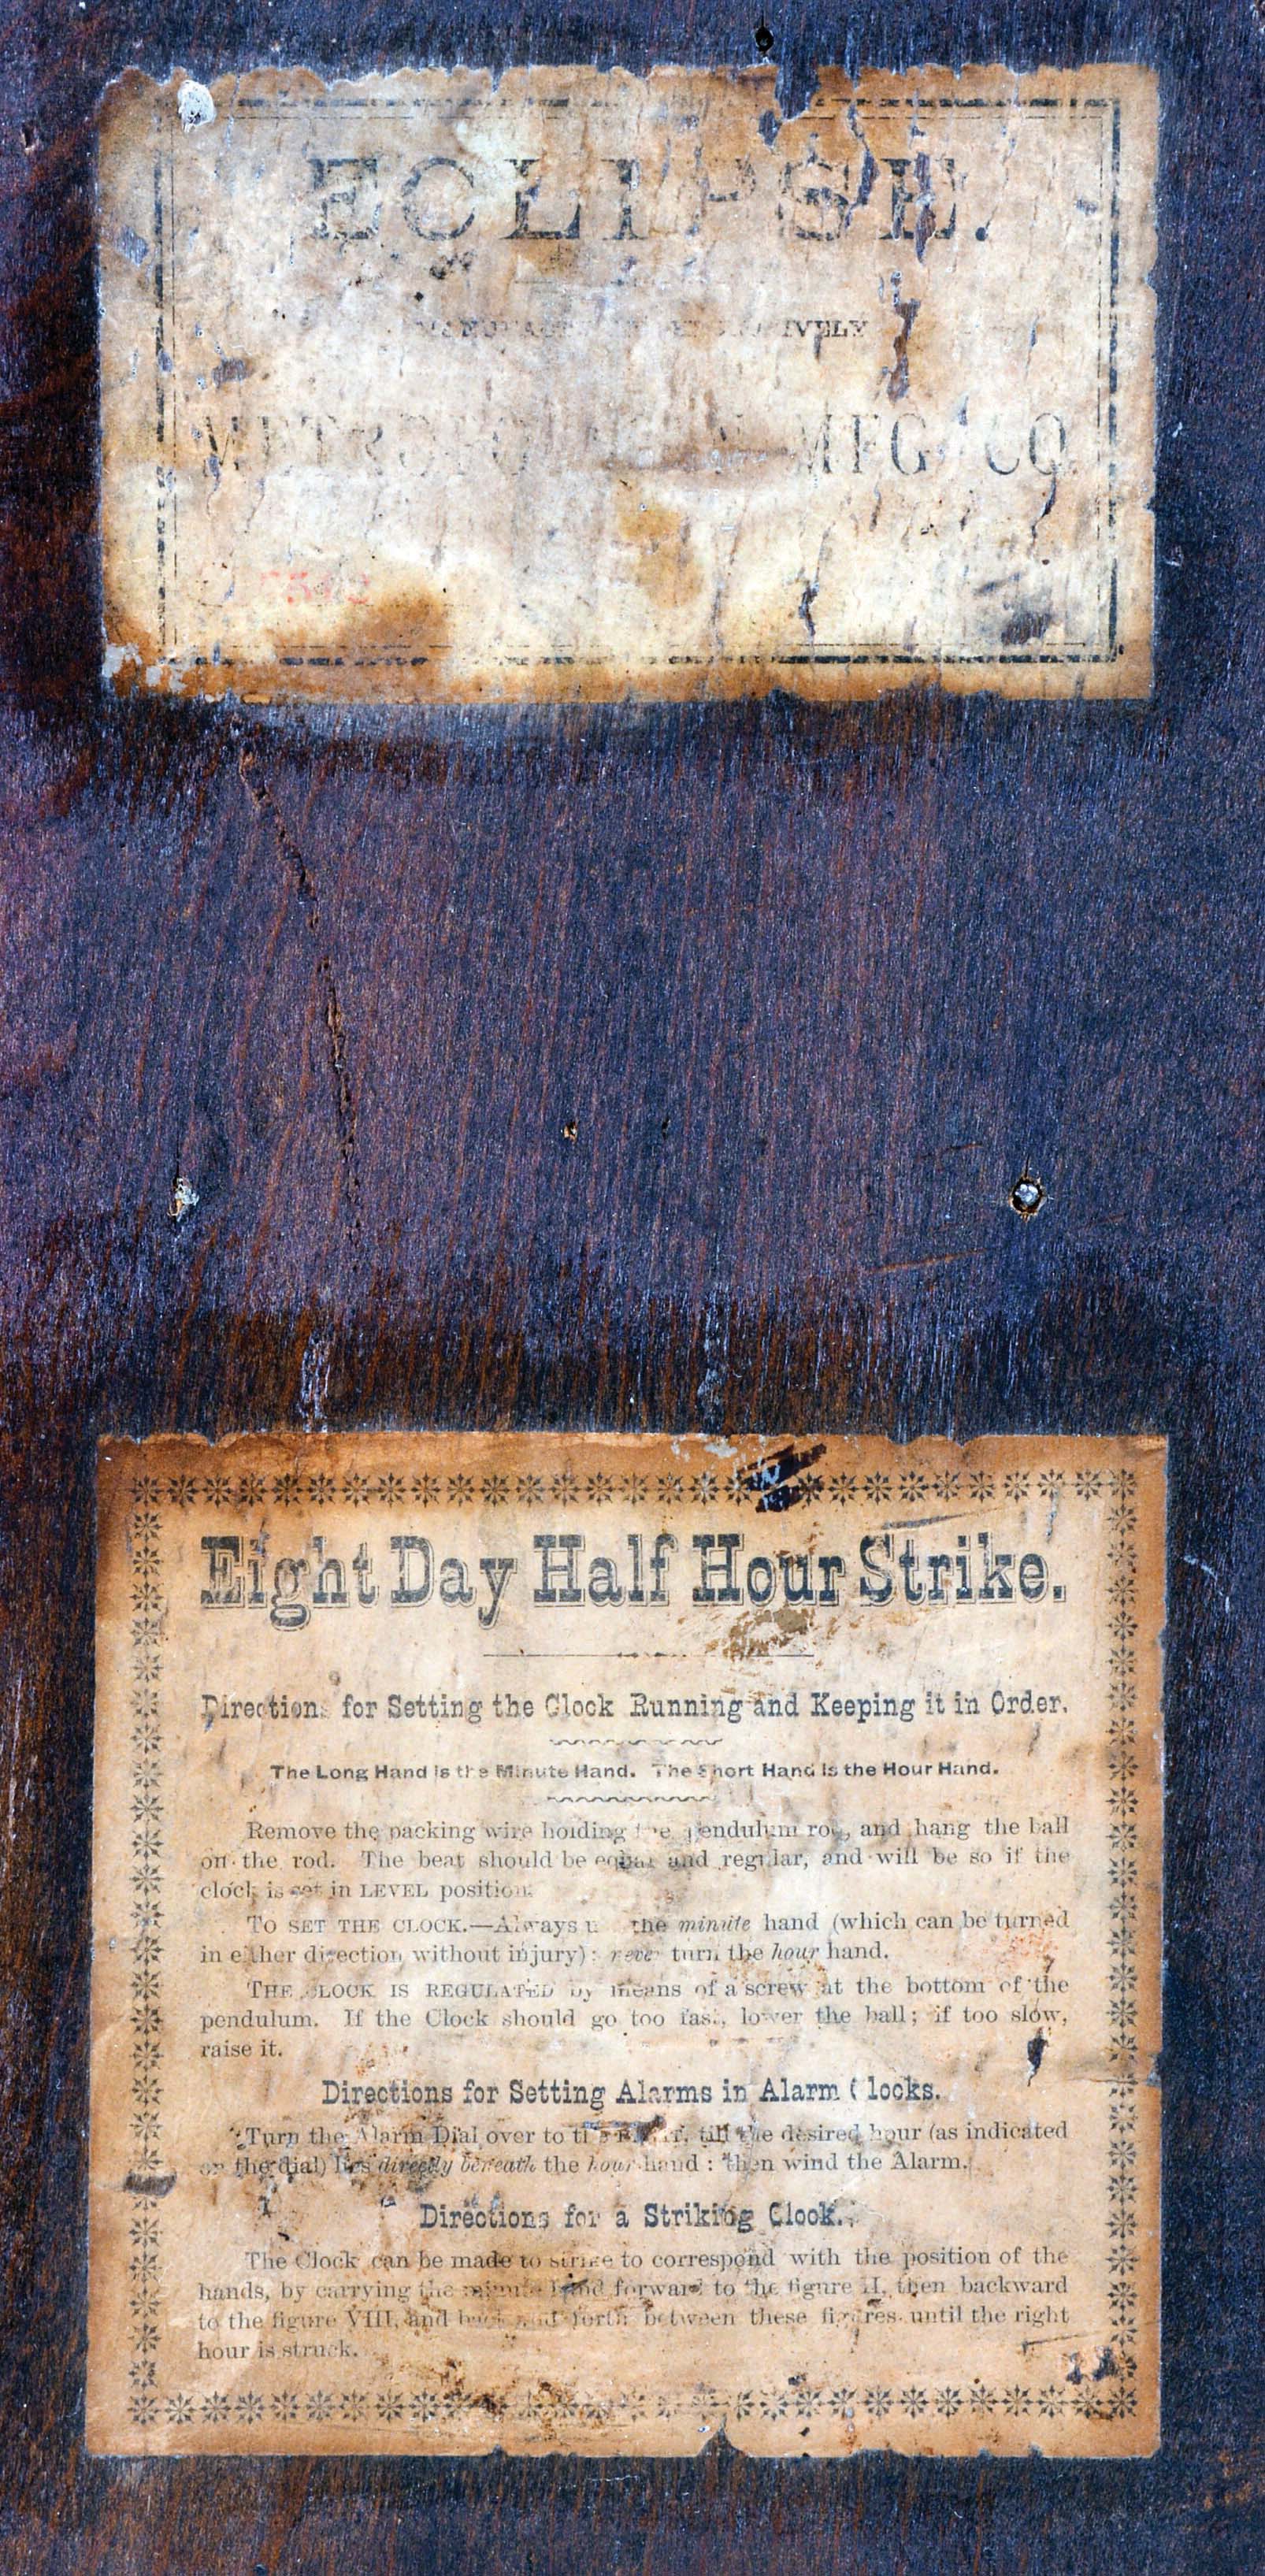 ECLIPSE.
MFG CO.
Eight Day Half Hour Strike.
Directions for Setting the Clock Running and Keeping it in Order.
The Long Hand is the Minute Hand. The Short Hand is the Hour Hand.
Remove the packing wire holding the pendulum rod, and hang the ball
on the rod. The beat should be equal and regular, and will be so if the
clock is set in LEVEL position.
TO SET THE CLOCK.—Always the minute hand (which can be turned
in either direction without injury): never turn the hour hand.
THE CLOCK IS REGULATED by means of a screw at the bottom of the
pendulum. If the Clock should go too fast, lower the ball; if too slow,
raise it.
Directions for Setting Alarms in Alarm Clocks.
Turn the Alarm Dial over to the till the desired hour (as indicated
on the dial) lies directly beneath the hour hand: then wind the Alarm.
Directions for a Striking Clock.
The Clock can be made to strike to correspond with the position of the
hands, by carrying the minute hand forward to the figure II, then backward
to the figure VIII, and back and forth between these figures until the right
hour is struck.